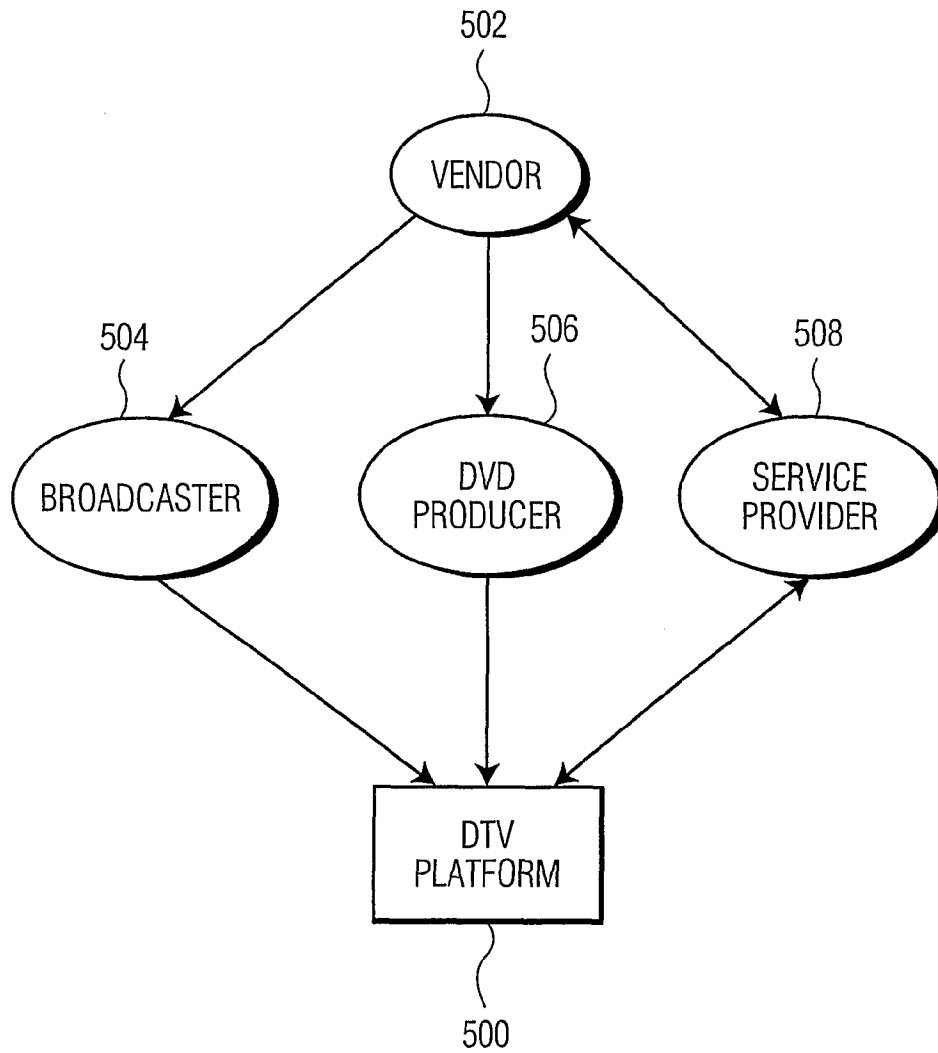 502
VENDOR
504
506
508
BROADCASTER
DVD
PRODUCER
SERVICE
PROVIDER
DTV
PLATFORM
500